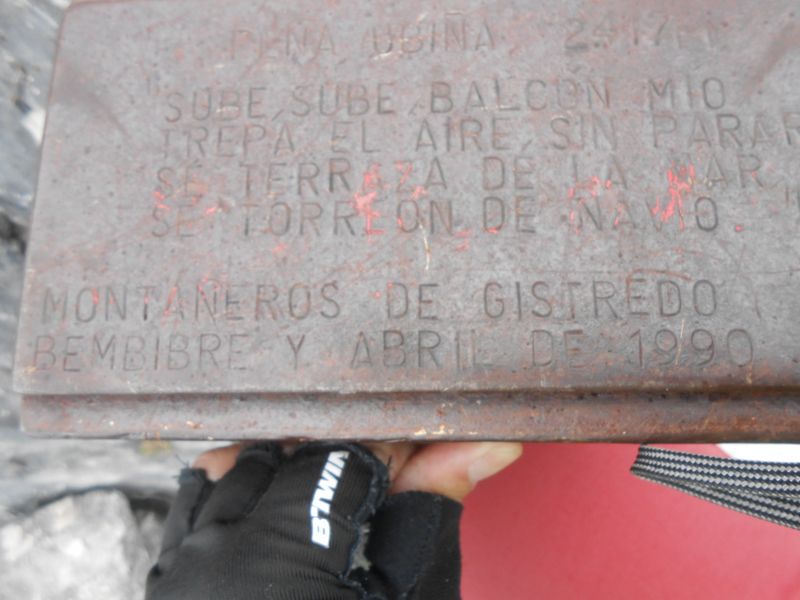 PEÑA UBIÑA 2417 m
"SUBE, SUBE, BALCON MIO
TREPA EL AIRE, SIN PARAR
SE TERRAZA DE LA MAR,
SE TORREON DE NAVIO."
MONTAÑEROS DE GISTREDO
BEMBIBRE Y ABRIL DE 1990
B'TWIN